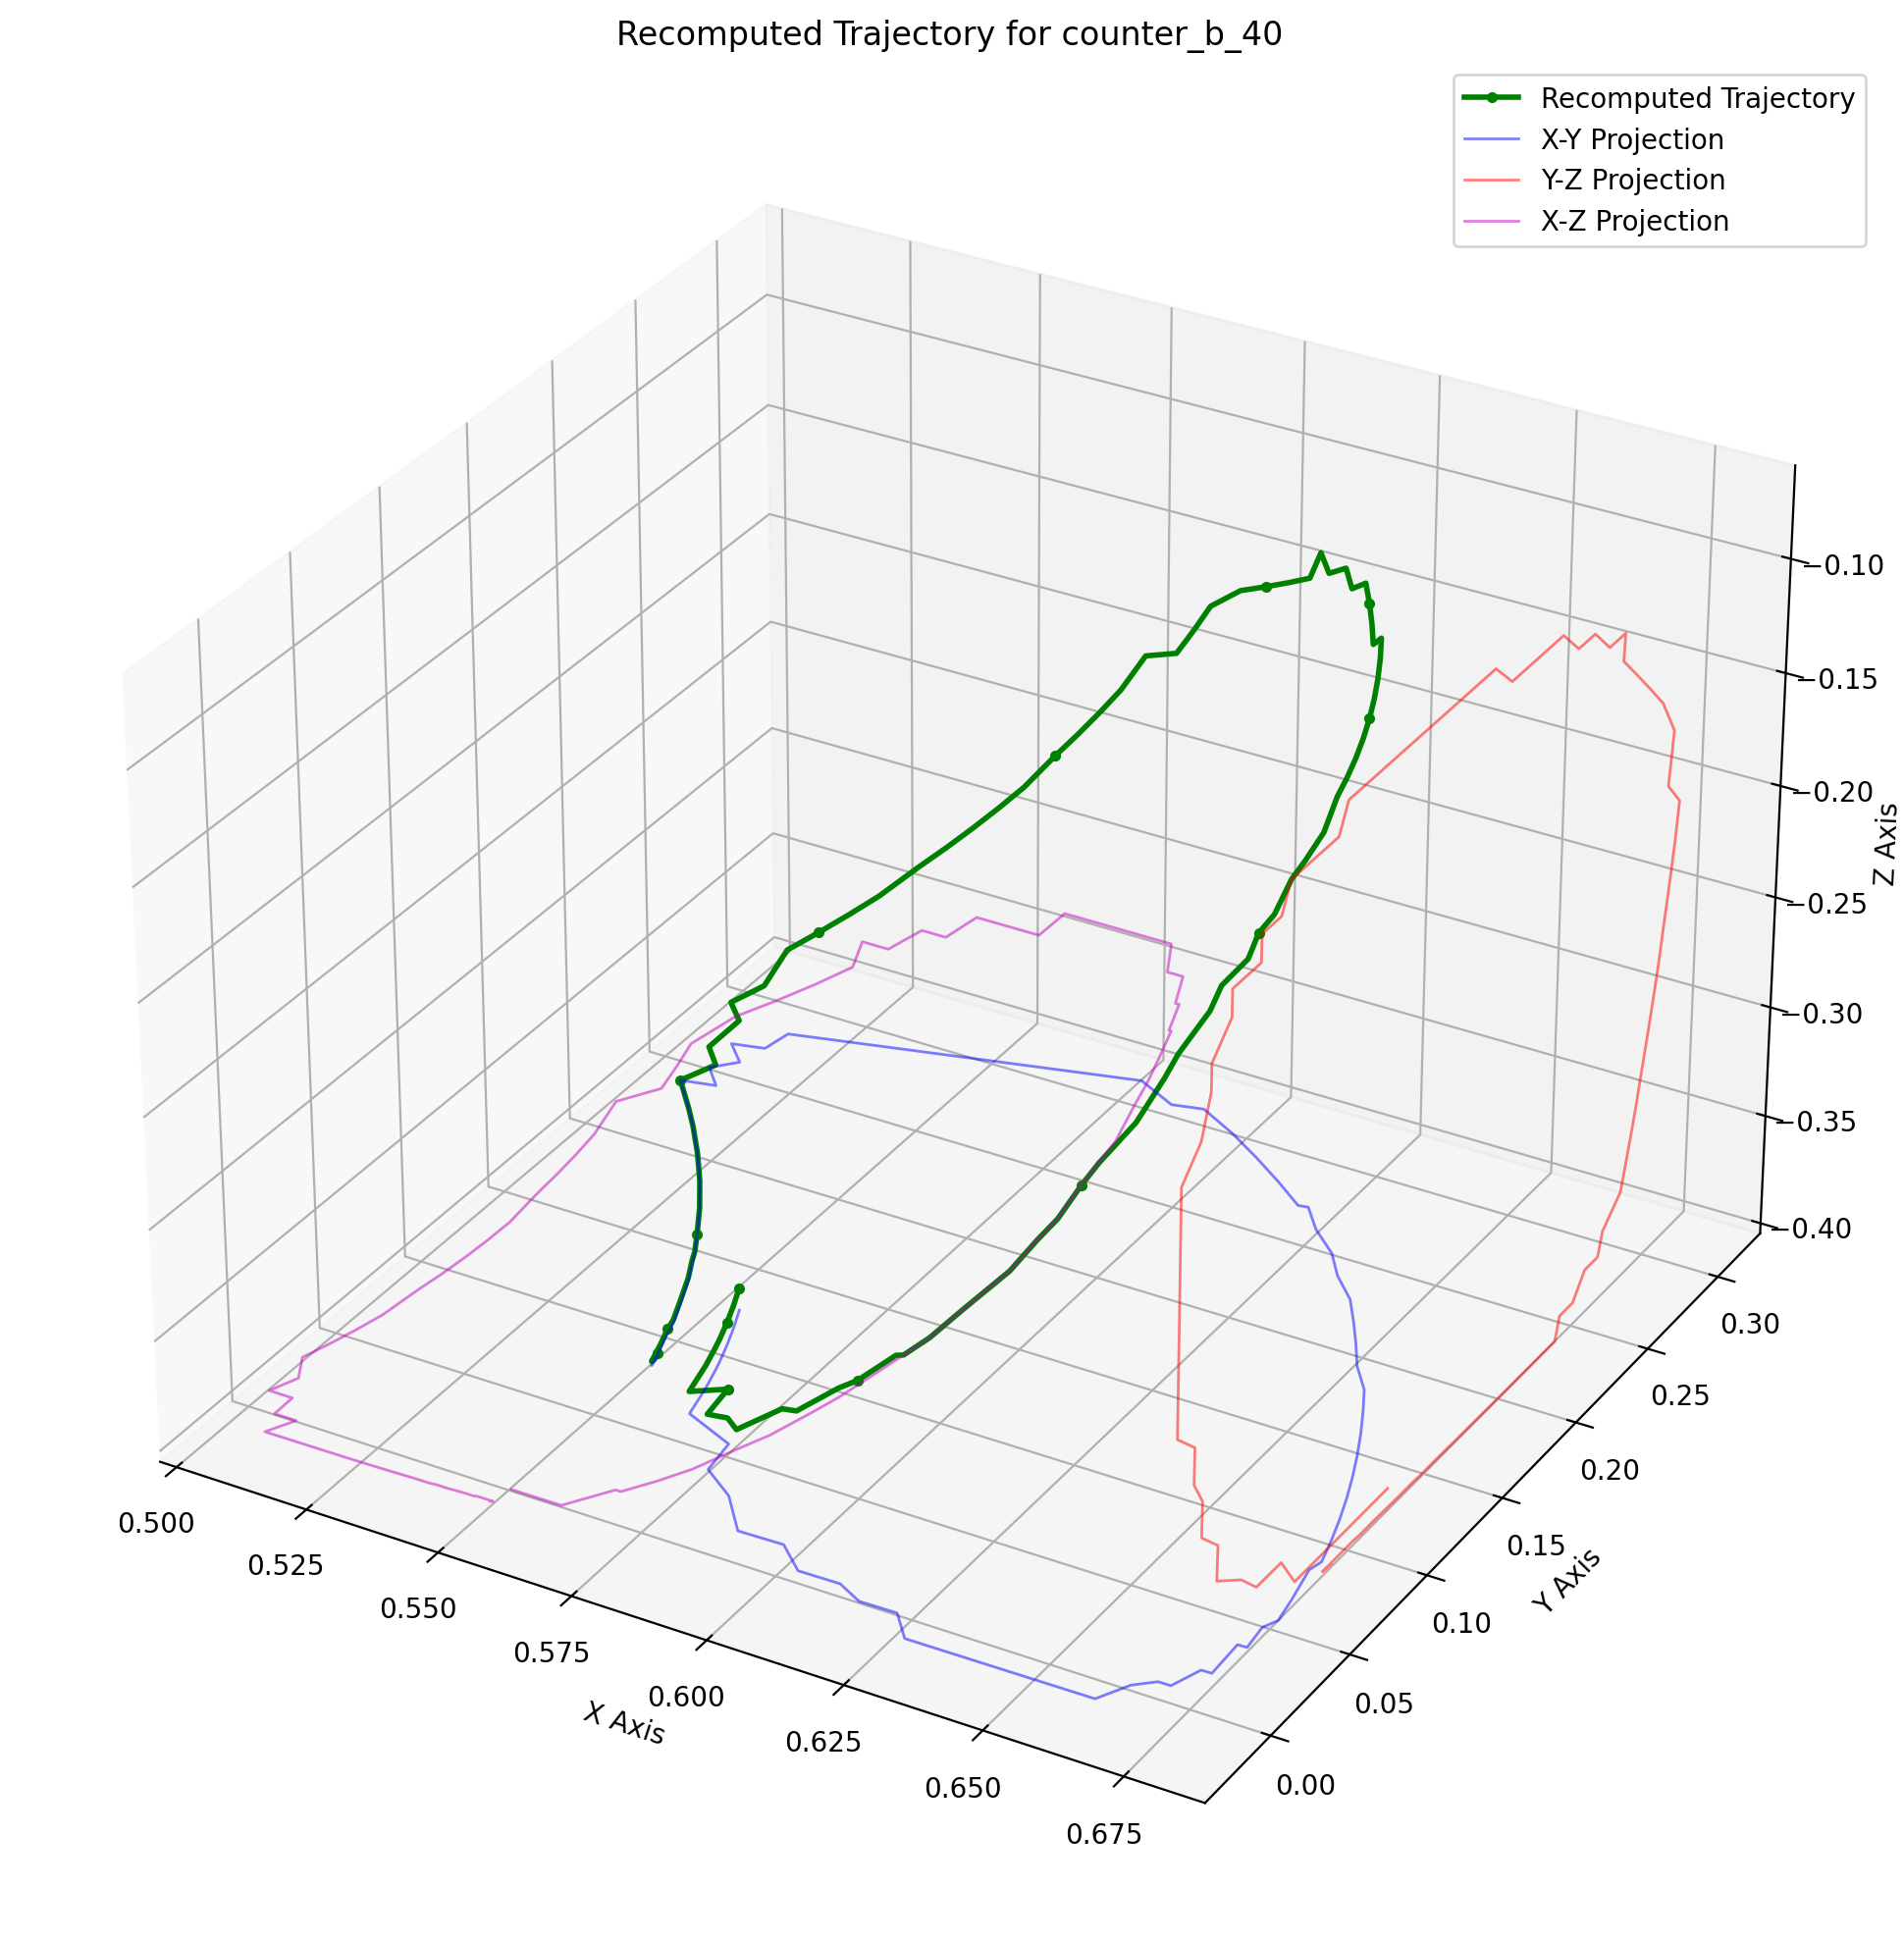 Recomputed Trajectory for counter_b_40
Recomputed Trajectory
X-Y Projection
Y-Z Projection
X-Z Projection
−0.10
−0.15
−0.20
−0.25
−0.30
−0.35
−0.40
Z Axis
0.30
0.25
0.20
0.15
0.10
0.05
0.00
Y Axis
0.500
0.525
0.550
0.575
0.600
0.625
0.650
0.675
X Axis